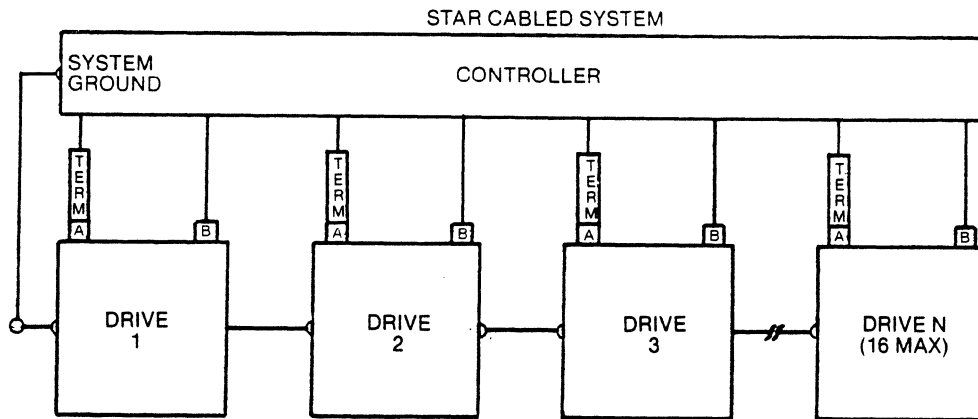 STAR CABLED SYSTEM
SYSTEM
GROUND
CONTROLLER
TERM
A
B
TERM
A
B
TERM
A
B
TERM
A
B
DRIVE
1
DRIVE
2
DRIVE
3
DRIVE N
(16 MAX)